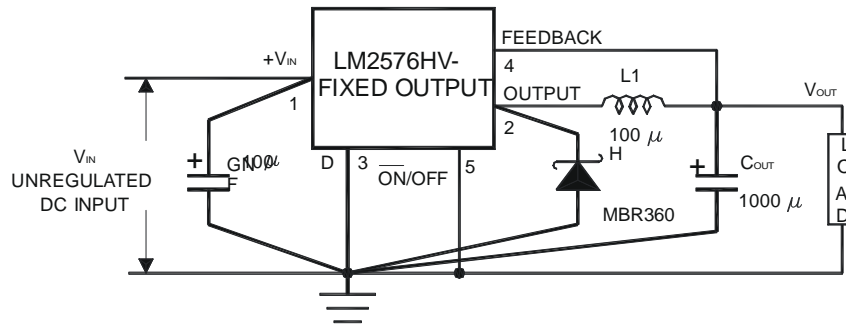 LM2576HV-
FIXED OUTPUT
FEEDBACK
4
+VIN
1
L1
OUTPUT
2
VOUT
100 μ
H
D
3
ON/OFF
5
+
100μ
F
VIN
UNREGULATED
DC INPUT
+
COUT
1000 μ
MBR360
L
O
A
D